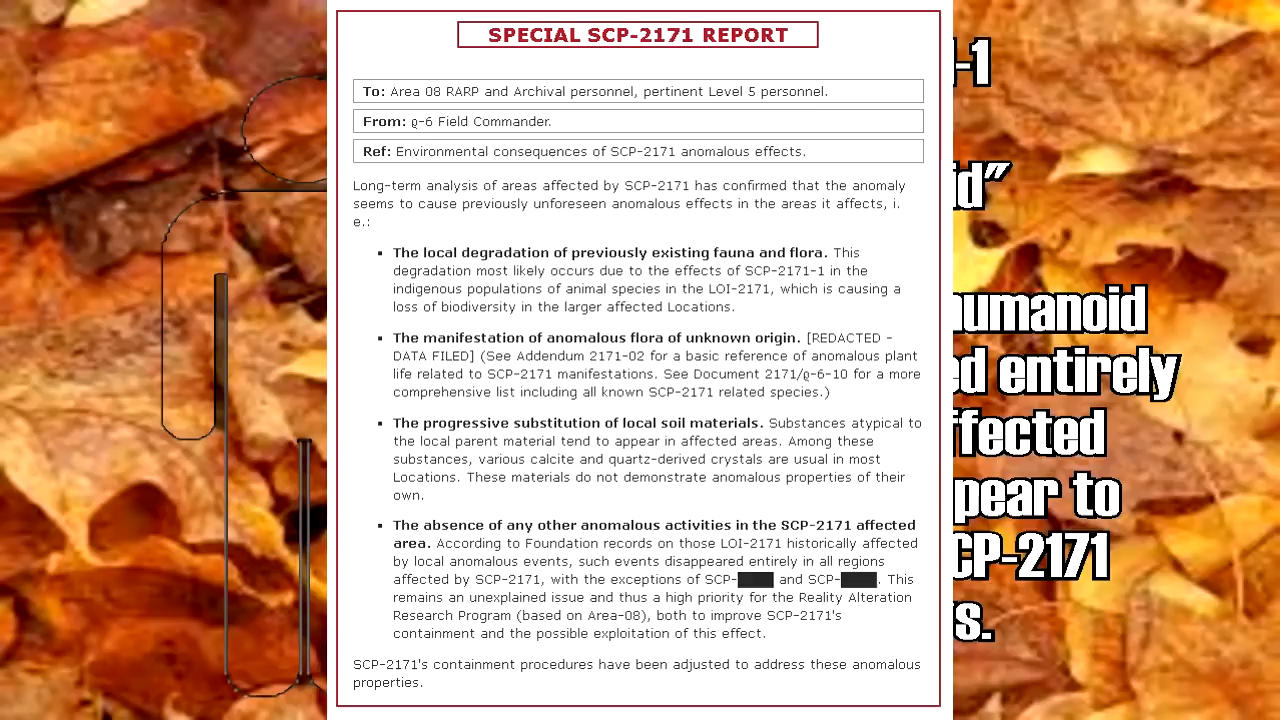 SPECIAL SCP-2171 REPORT
To: Area 08 RARP and Archival personnel, pertinent Level 5 personnel.
From: ϱ-6 Field Commander.
Ref: Environmental consequences of SCP-2171 anomalous effects.
Long-term analysis of areas affected by SCP-2171 has confirmed that the anomaly
seems to cause previously unforeseen anomalous effects in the areas it affects, i.
e.:
▪ The local degradation of previously existing fauna and flora. This
degradation most likely occurs due to the effects of SCP-2171-1 in the
indigenous populations of animal species in the LOI-2171, which is causing a
loss of biodiversity in the larger affected Locations.
▪ The manifestation of anomalous flora of unknown origin. [REDACTED -
DATA FILED] (See Addendum 2171-02 for a basic reference of anomalous plant
life related to SCP-2171 manifestations. See Document 2171/ϱ-6-10 for a more
comprehensive list including all known SCP-2171 related species.)
▪ The progressive substitution of local soil materials. Substances atypical to
the local parent material tend to appear in affected areas. Among these
substances, various calcite and quartz-derived crystals are usual in most
Locations. These materials do not demonstrate anomalous properties of their
own.
▪ The absence of any other anomalous activities in the SCP-2171 affected
area. According to Foundation records on those LOI-2171 historically affected
by local anomalous events, such events disappeared entirely in all regions
affected by SCP-2171, with the exceptions of SCP-████ and SCP-████. This
remains an unexplained issue and thus a high priority for the Reality Alteration
Research Program (based on Area-08), both to improve SCP-2171's
containment and the possible exploitation of this effect.
SCP-2171's containment procedures have been adjusted to address these anomalous
properties.
-1
id”
humanoid
ed entirely
ffected
pear to
CP-2171
s.